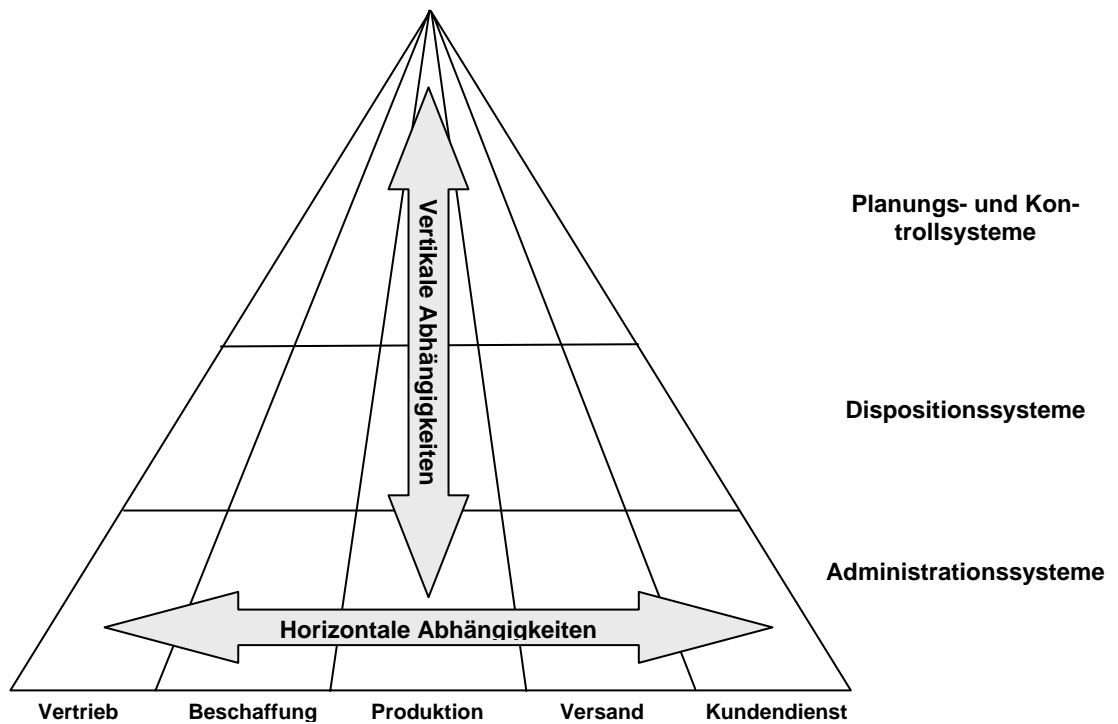 Planungs- und Kon-
trollsysteme
Vertikale Abhängigkeiten
Dispositionssysteme
Administrationssysteme
Horizontale Abhängigkeiten
Vertrieb Beschaffung Produktion Versand Kundendienst